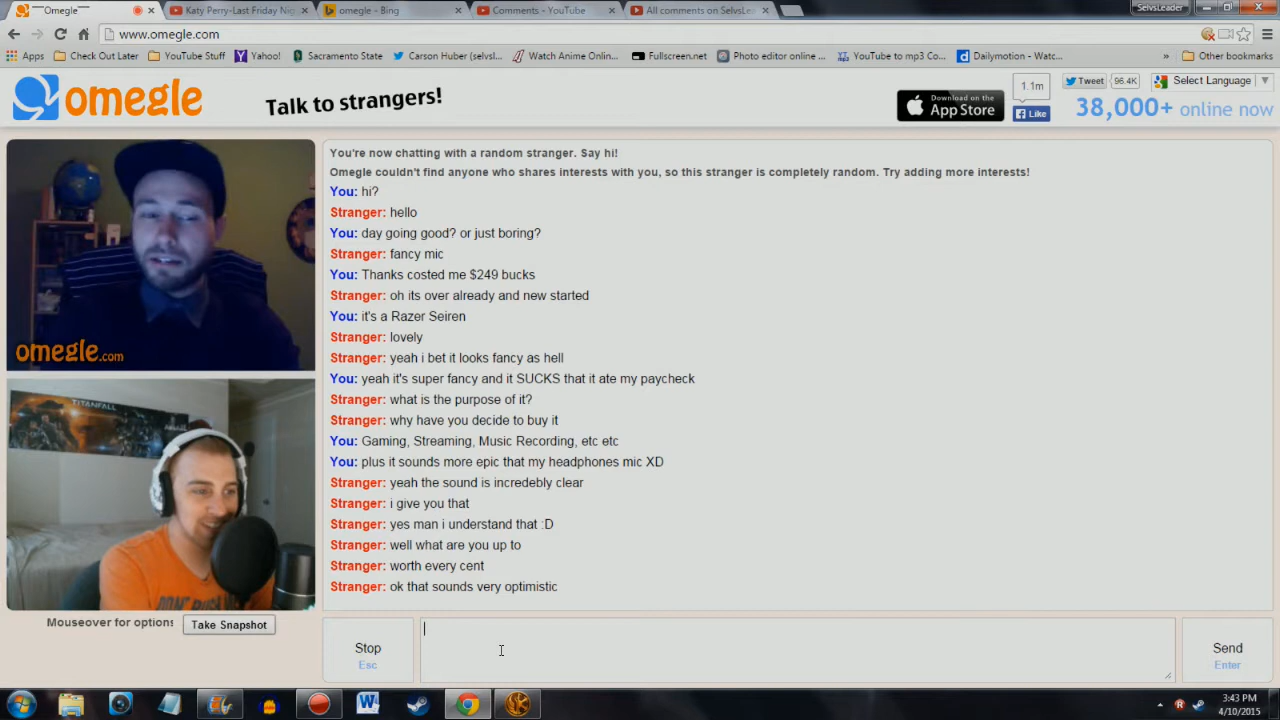 Omegle
Katy Perry-Last Friday Nig
omegle - Bing
Comments - YouTube
All comments on SelvsLea
SelvsLeader
www.omegle.com
Apps
Check Out Later
YouTube Stuff
Yahoo!
Sacramento State
Carson Huber (selvsl...
Watch Anime Onlin...
Fullscreen.net
Photo editor online ...
YouTube to mp3 Co...
Dailymotion - Watc...
»
Other bookmarks
omegle
Talk to strangers!
Download on the
App Store
1.1m
Like
Tweet
96.4K
Select Language
38,000+ online now
You're now chatting with a random stranger. Say hi!
Omegle couldn't find anyone who shares interests with you, so this stranger is completely random. Try adding more interests!
You: hi?
Stranger: hello
You: day going good? or just boring?
Stranger: fancy mic
You: Thanks costed me $249 bucks
Stranger: oh its over already and new started
You: it's a Razer Seiren
Stranger: lovely
Stranger: yeah i bet it looks fancy as hell
You: yeah it's super fancy and it SUCKS that it ate my paycheck
Stranger: what is the purpose of it?
Stranger: why have you decide to buy it
You: Gaming, Streaming, Music Recording, etc etc
You: plus it sounds more epic that my headphones mic XD
Stranger: yeah the sound is incredebly clear
Stranger: i give you that
Stranger: yes man i understand that :D
Stranger: well what are you up to
Stranger: worth every cent
Stranger: ok that sounds very optimistic
omegle.com
TITANFALL
Mouseover for options
Take Snapshot
Stop
Esc
Send
Enter
3:43 PM
4/10/2015